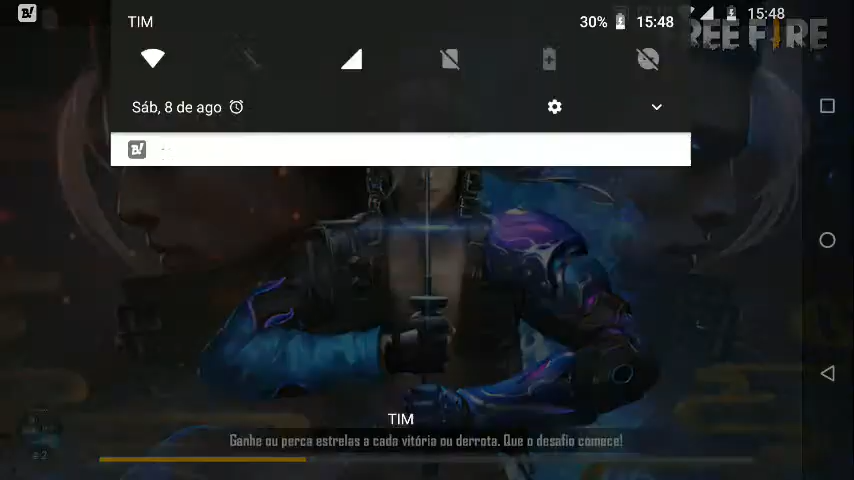 TIM
30%
15:48
15:48
FREE FIRE
Sáb, 8 de ago
B!
B!
TIM
Ganhe ou perca estrelas a cada vitória ou derrota. Que o desafio comece!